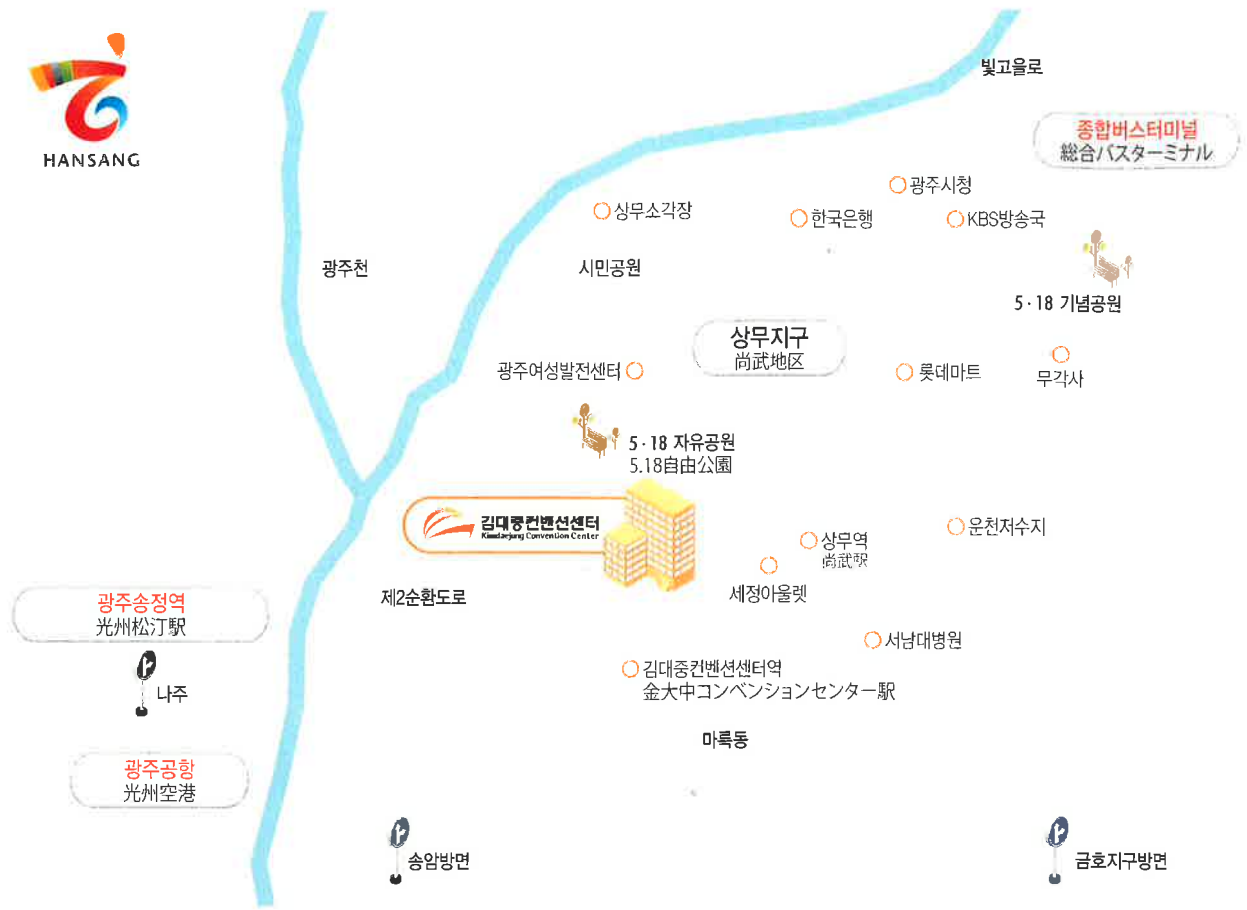 HANSANG
빛고을로
종합버스터미널
総合バスターミナル
광주시청
상무소각장
한국은행
KBS방송국
광주천
시민공원
5·18 기념공원
상무지구
尚武地区
광주여성발전센터
롯데마트
무각사
5·18 자유공원
5.18自由公園
김대중컨벤션센터
Kimdaejung Convention Center
운천저수지
상무역
尚武駅
세정아울렛
제2순환도로
광주송정역
光州松汀駅
서남대병원
나주
김대중컨벤션센터역
金大中コンベンションセンター駅
마륵동
광주공항
光州空港
송암방면
금호지구방면